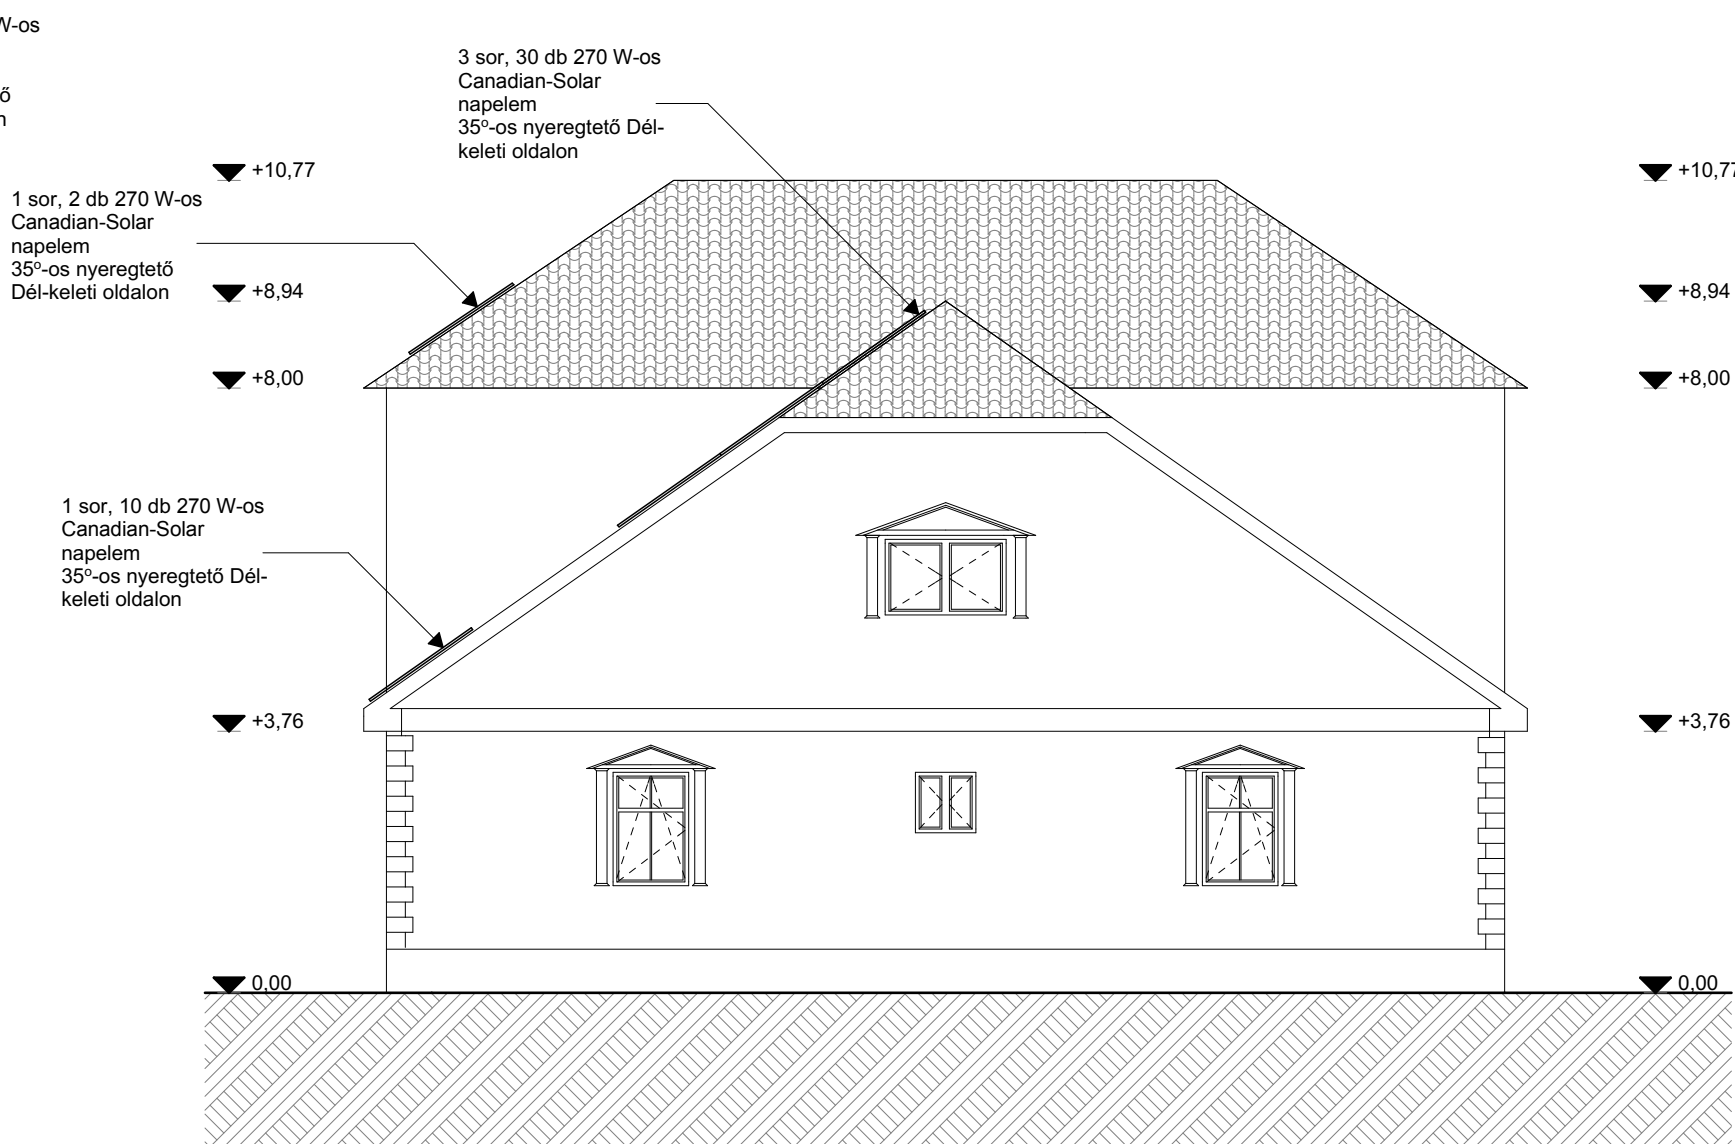 W-os
ő
3 sor, 30 db 270 W-os
Canadian-Solar
napelem
35º-os nyeregtető Dél-
keleti oldalon
+10,77
+10,77
1 sor, 2 db 270 W-os
Canadian-Solar
napelem
35º-os nyeregtető
Dél-keleti oldalon
+8,94
+8,94
+8,00
+8,00
1 sor, 10 db 270 W-os
Canadian-Solar
napelem
35º-os nyeregtető Dél-
keleti oldalon
+3,76
+3,76
0,00
0,00